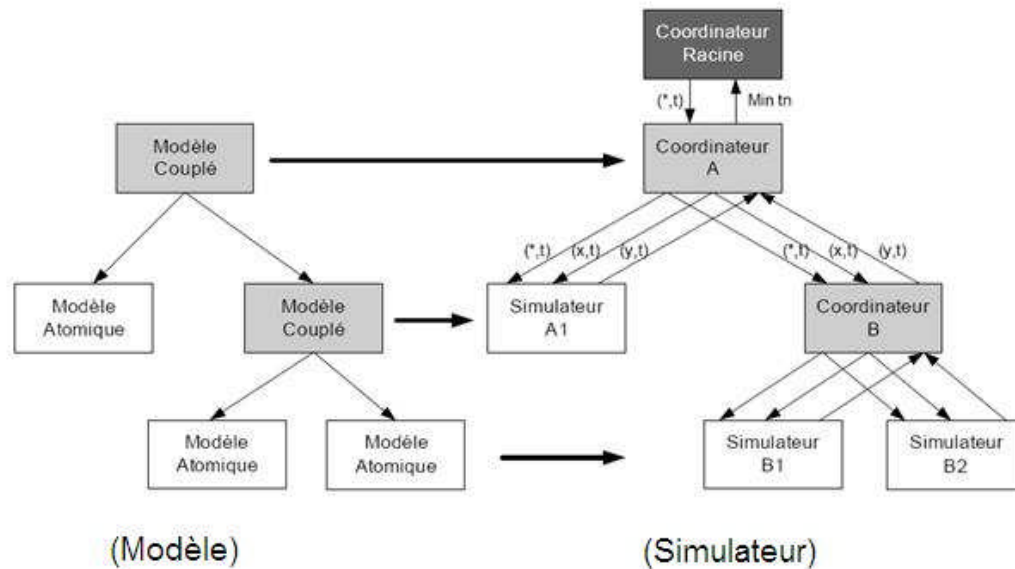 Coordinateur
Racine
(*,t)
Min tn
Modèle
Couplé
Coordinateur
A
(*,t)
(x,t)
(y,t)
(*,t)
(x,t)
(y,t)
Modèle
Atomique
Modèle
Couplé
Simulateur
A1
Coordinateur
B
Modèle
Atomique
Modèle
Atomique
Simulateur
B1
Simulateur
B2
(Modèle)
(Simulateur)